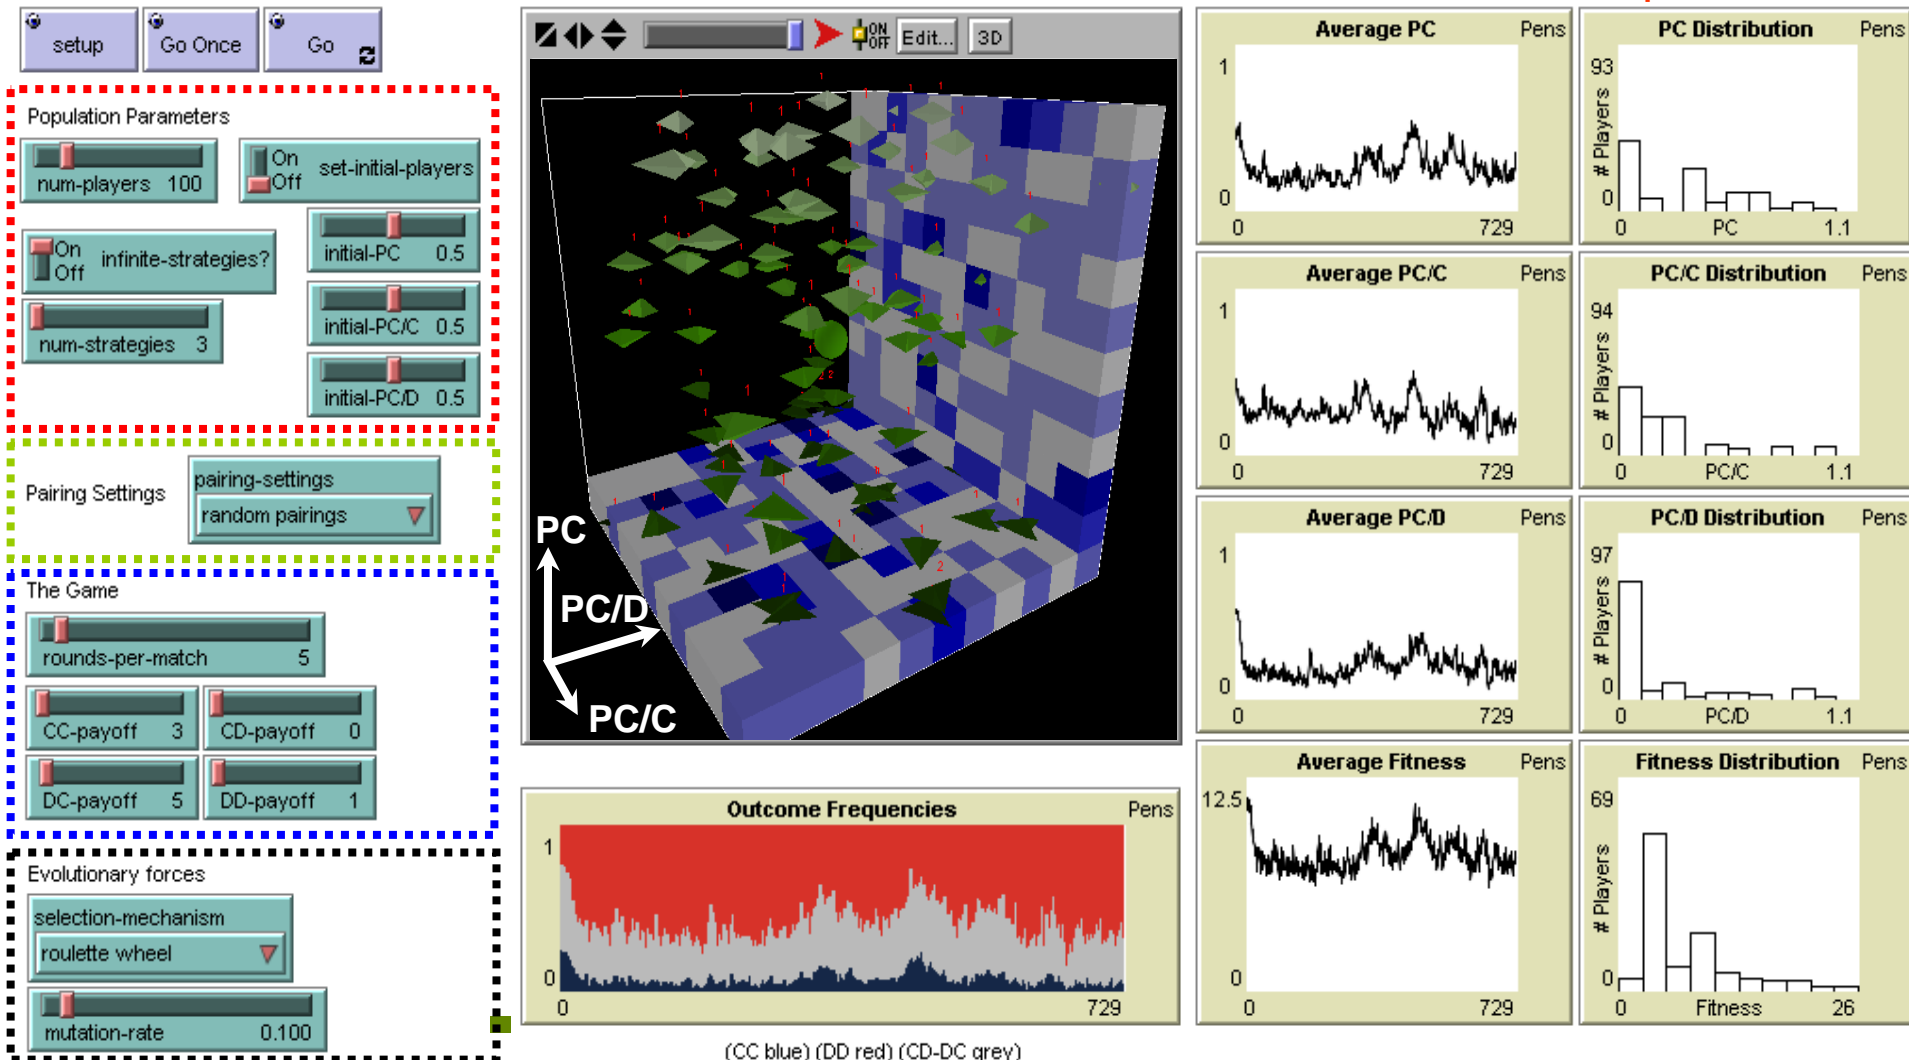 setup
Go Once
Go
Population Parameters
num-players 100
On
Off
set-initial-players
On
Off
infinite-strategies?
initial-PC 0.5
num-strategies 3
initial-PC/C 0.5
initial-PC/D 0.5
Pairing Settings
pairing-settings
random pairings
The Game
rounds-per-match 5
CC-payoff 3
CD-payoff 0
DC-payoff 5
DD-payoff 1
Evolutionary forces
selection-mechanism
roulette wheel
mutation-rate 0.100
ON
OFF
Edit...
3D
PC
PC/D
PC/C
Outcome Frequencies
Pens
1
0
0
729
(CC blue) (DD red) (CD-DC grey)
Average PC
Pens
1
0
0
729
PC Distribution
Pens
93
# Players
0
0
PC
1.1
Average PC/C
Pens
1
0
0
729
PC/C Distribution
Pens
94
# Players
0
0
PC/C
1.1
Average PC/D
Pens
1
0
0
729
PC/D Distribution
Pens
97
# Players
0
0
PC/D
1.1
Average Fitness
Pens
12.5
0
0
729
Fitness Distribution
Pens
69
# Players
0
0
Fitness
26